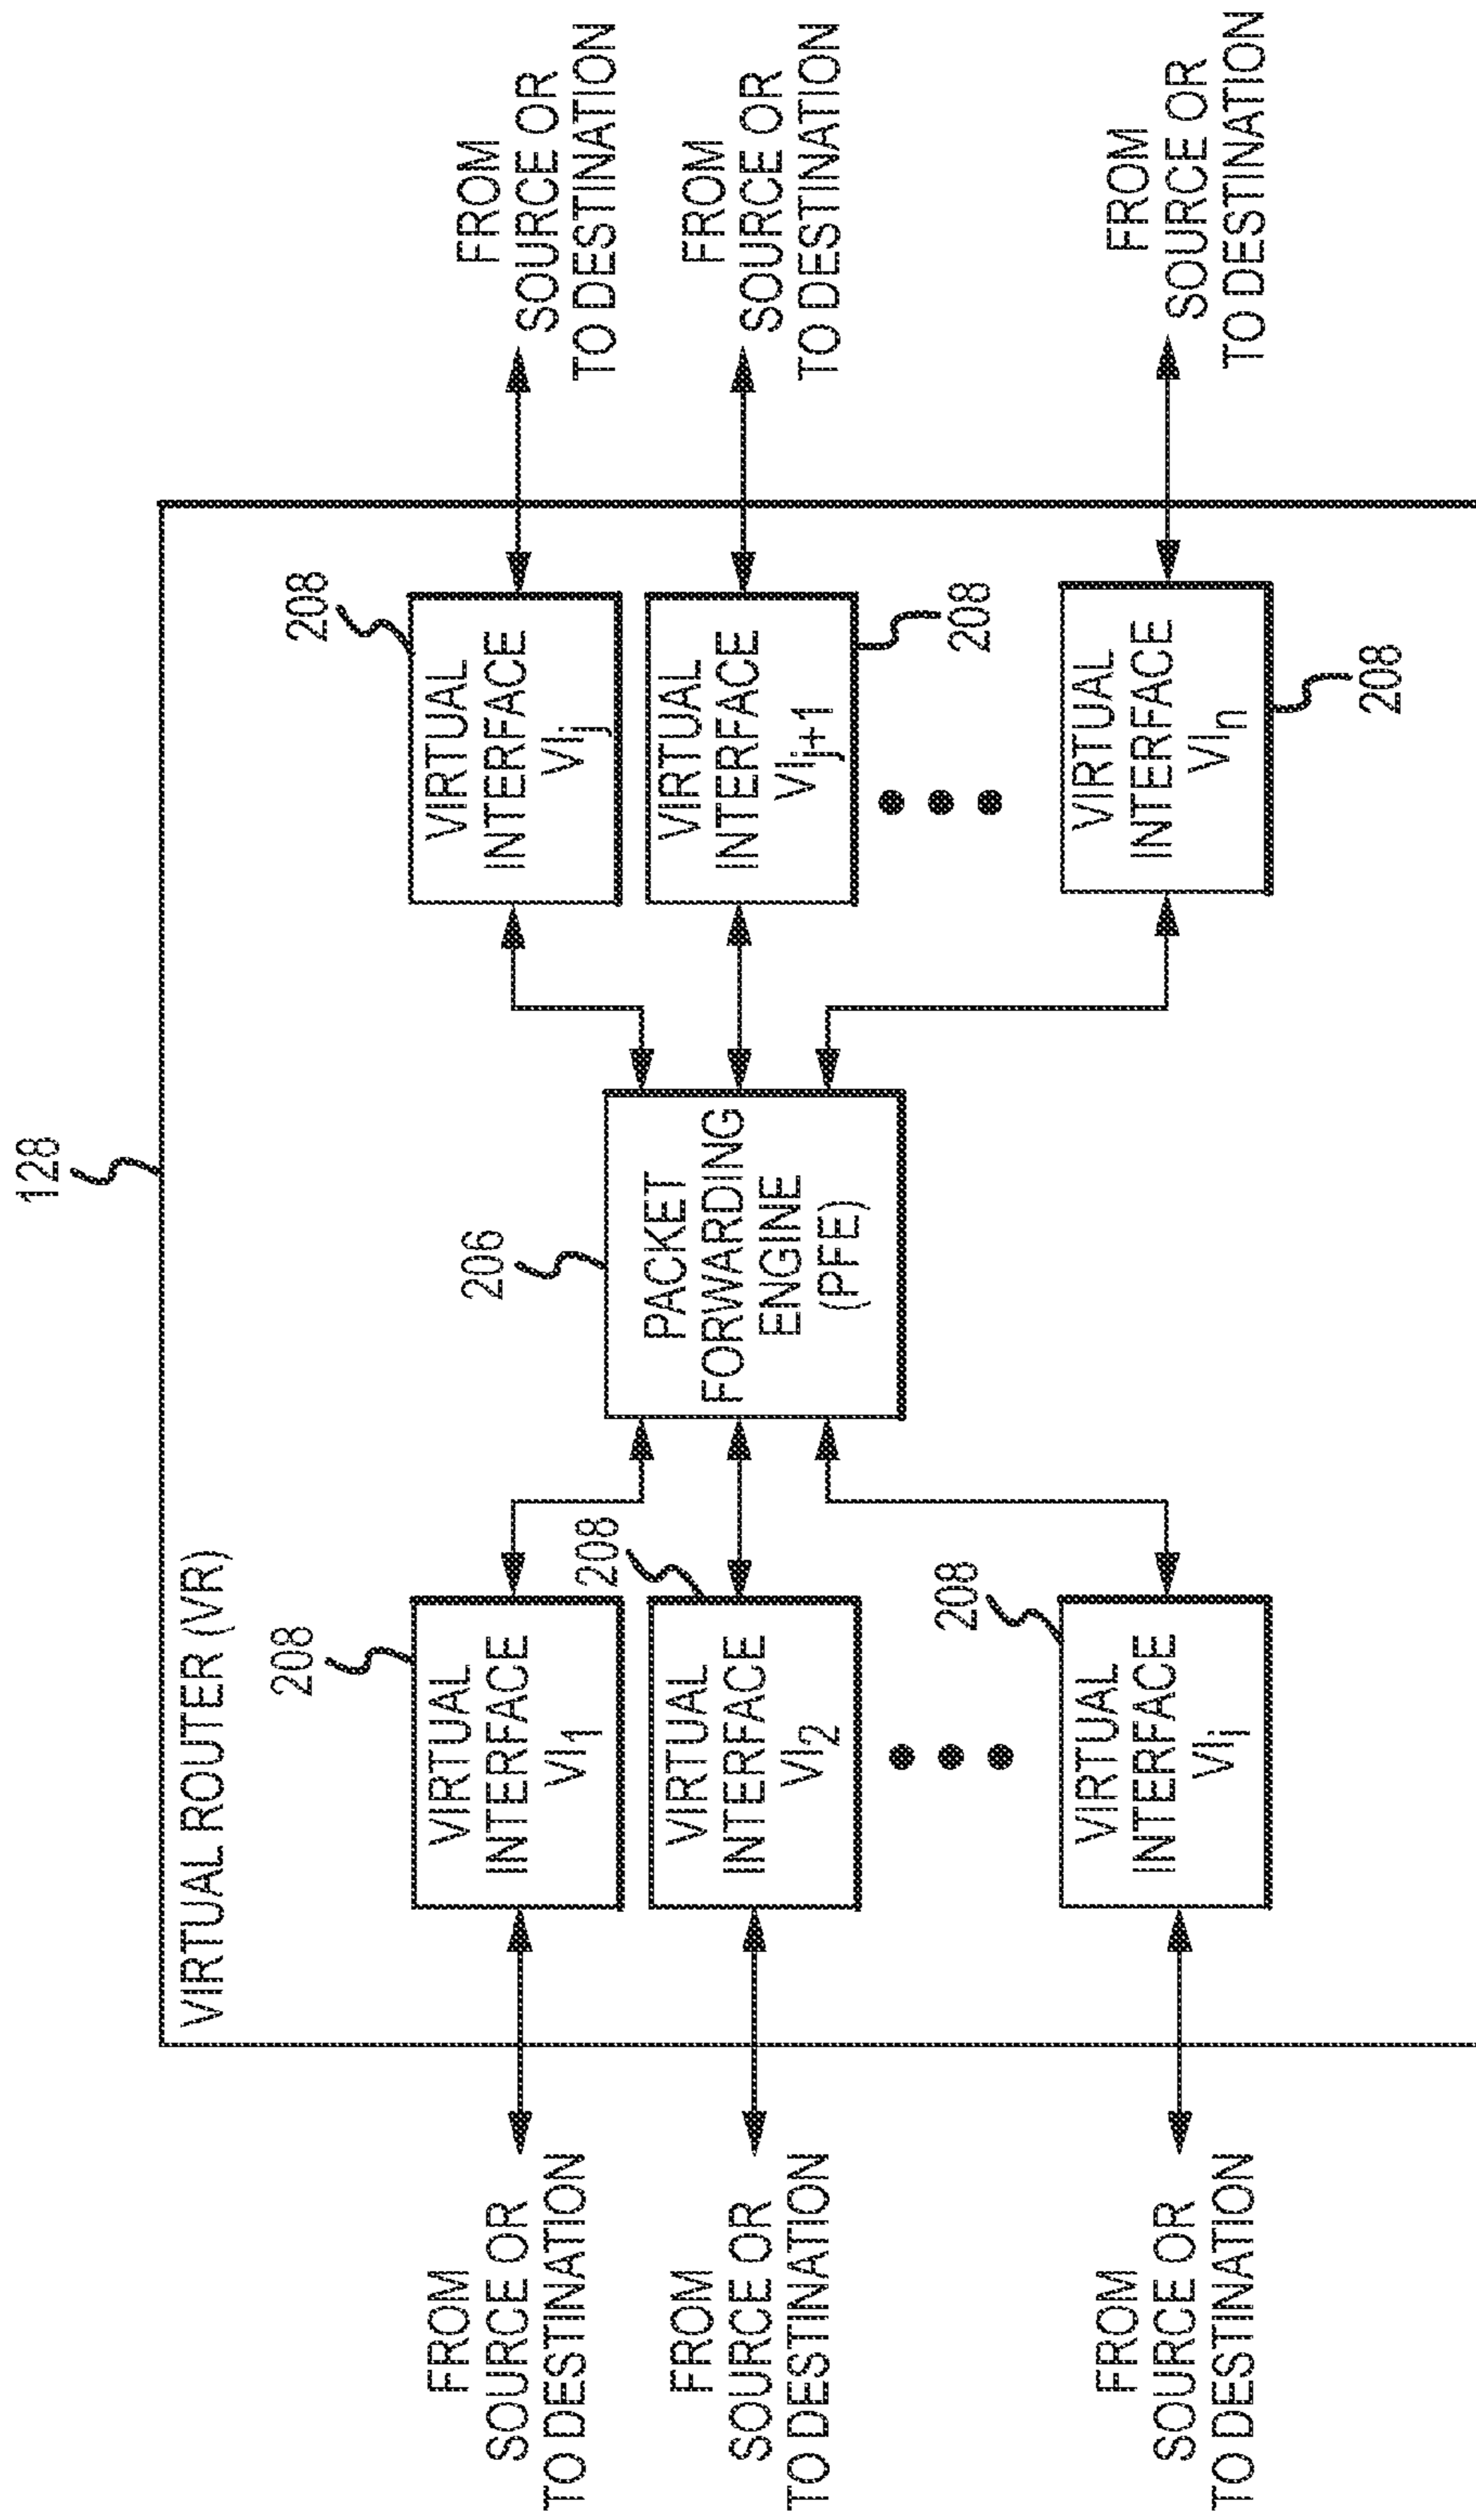 128
VIRTUAL ROUTER (VR)
208
VIRTUAL
INTERFACE
VI1
FROM
SOURCE OR
TO DESTINATION
208
VIRTUAL
INTERFACE
VI2
FROM
SOURCE OR
TO DESTINATION
208
VIRTUAL
INTERFACE
VIi
FROM
SOURCE OR
TO DESTINATION
206
PACKET
FORWARDING
ENGINE
(PFE)
208
VIRTUAL
INTERFACE
VIj
FROM
SOURCE OR
TO DESTINATION
208
VIRTUAL
INTERFACE
VIj+1
FROM
SOURCE OR
TO DESTINATION
208
VIRTUAL
INTERFACE
VIn
FROM
SOURCE OR
TO DESTINATION